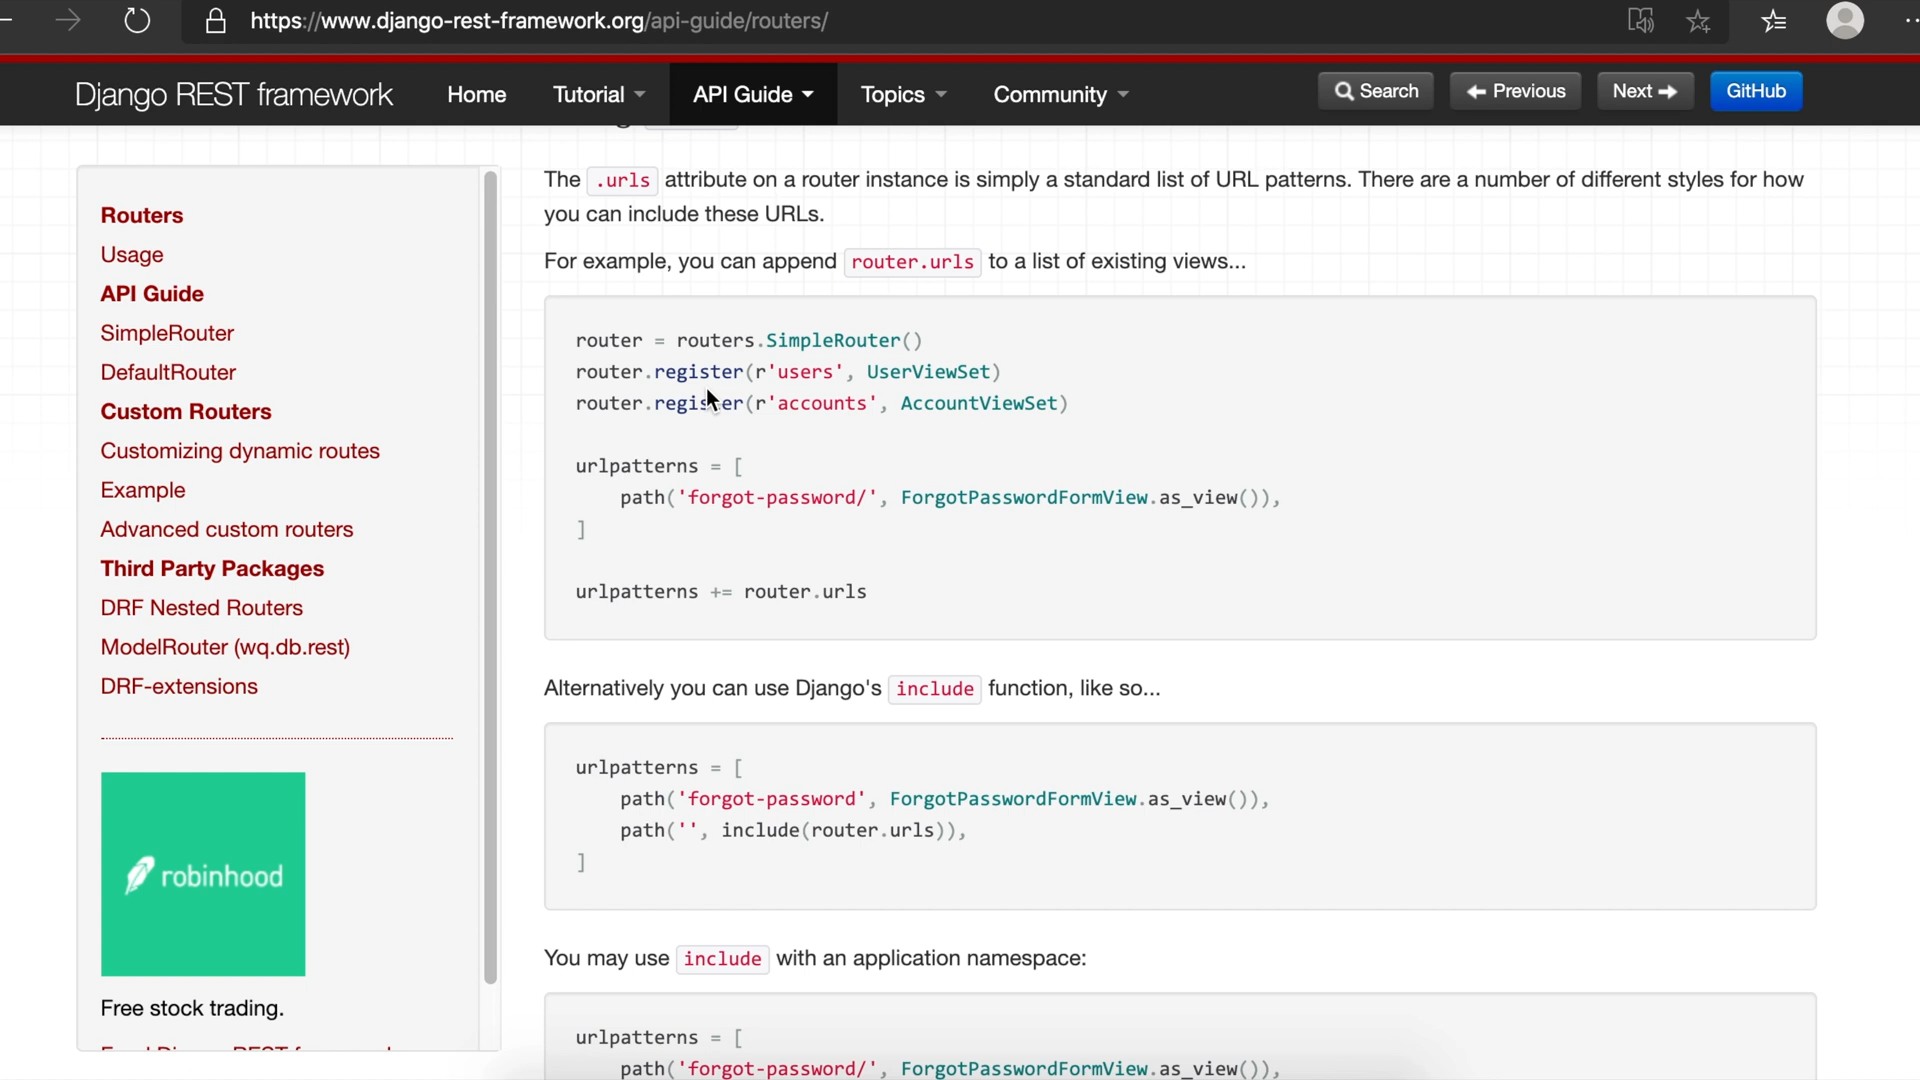 https://www.django-rest-framework.org/api-guide/routers/
Django REST framework
Home
Tutorial
API Guide
Topics
Community
Search
Previous
Next
GitHub
Routers
Usage
API Guide
SimpleRouter
DefaultRouter
Custom Routers
Customizing dynamic routes
Example
Advanced custom routers
Third Party Packages
DRF Nested Routers
ModelRouter (wq.db.rest)
DRF-extensions
robinhood
Free stock trading.
The .urls attribute on a router instance is simply a standard list of URL patterns. There are a number of different styles for how
you can include these URLs.
For example, you can append router.urls to a list of existing views...
router = routers.SimpleRouter()
router.register(r'users', UserViewSet)
router.register(r'accounts', AccountViewSet)
urlpatterns = [
    path('forgot-password/', ForgotPasswordFormView.as_view()),
]
urlpatterns += router.urls
Alternatively you can use Django's include function, like so...
urlpatterns = [
    path('forgot-password', ForgotPasswordFormView.as_view()),
    path('', include(router.urls)),
]
You may use include with an application namespace:
urlpatterns = [
    path('forgot-password/', ForgotPasswordFormView.as_view()),